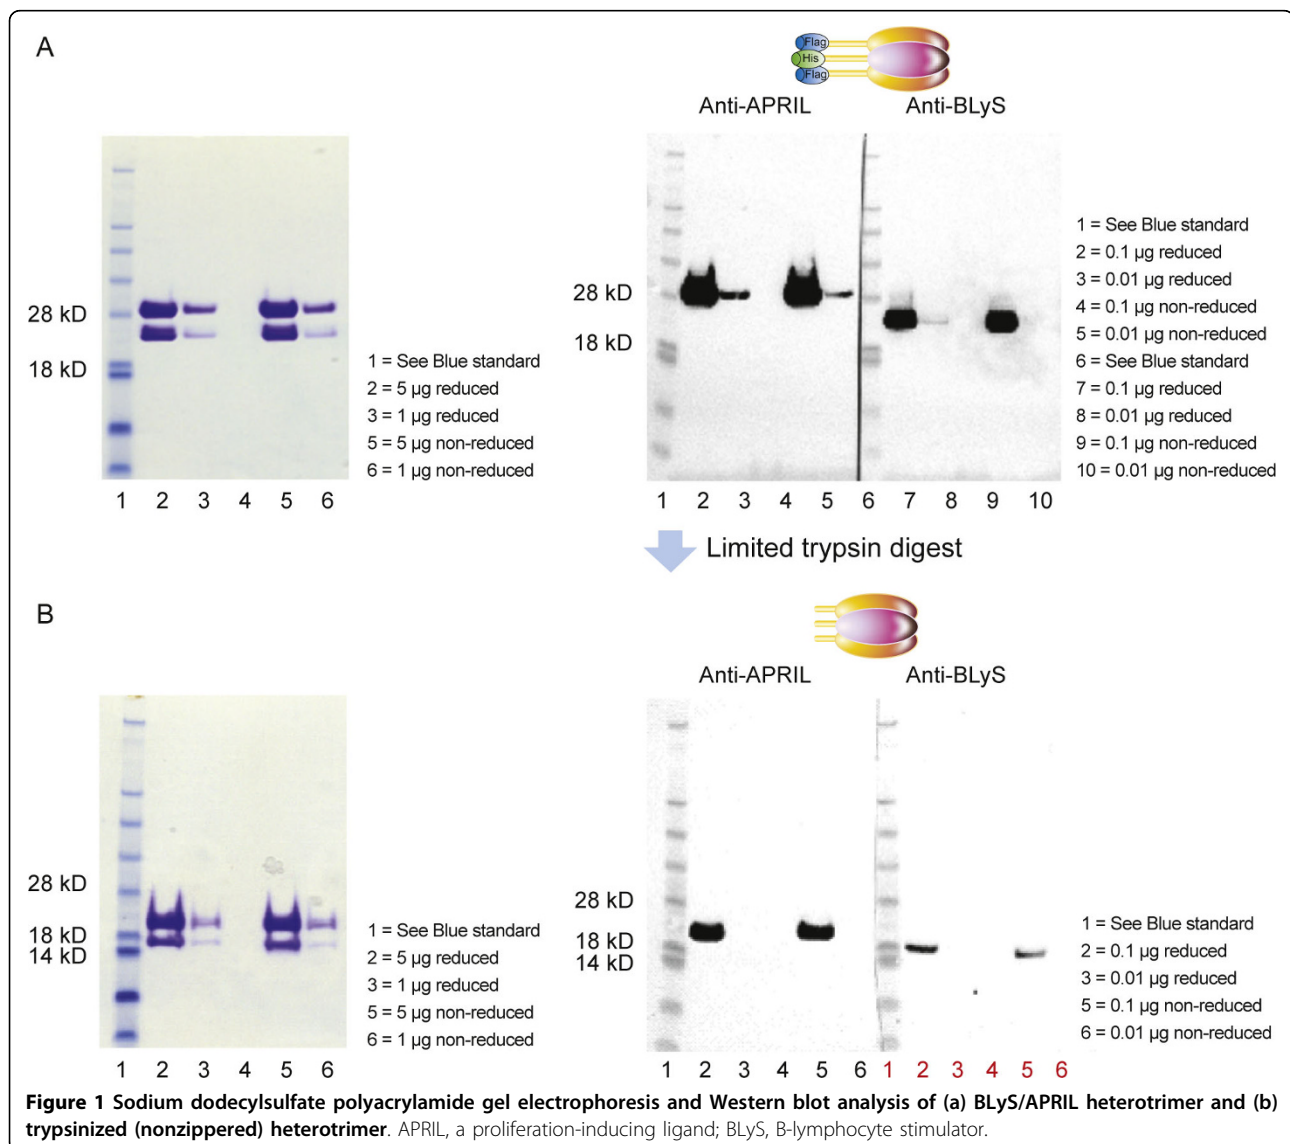 A
Flag
His
Flag
Anti-APRIL
Anti-BLyS
28 kD
18 kD
1 = See Blue standard
2 = 5 µg reduced
3 = 1 µg reduced
5 = 5 µg non-reduced
6 = 1 µg non-reduced
1 2 3 4 5 6
28 kD
18 kD
1 = See Blue standard
2 = 0.1 µg reduced
3 = 0.01 µg reduced
4 = 0.1 µg non-reduced
5 = 0.01 µg non-reduced
6 = See Blue standard
7 = 0.1 µg reduced
8 = 0.01 µg reduced
9 = 0.1 µg non-reduced
10 = 0.01 µg non-reduced
1 2 3 4 5 6 7 8 9 10
Limited trypsin digest
B
Anti-APRIL
Anti-BLyS
28 kD
18 kD
14 kD
1 = See Blue standard
2 = 5 µg reduced
3 = 1 µg reduced
5 = 5 µg non-reduced
6 = 1 µg non-reduced
1 2 3 4 5 6
28 kD
18 kD
14 kD
1 = See Blue standard
2 = 0.1 µg reduced
3 = 0.01 µg reduced
5 = 0.1 µg non-reduced
6 = 0.01 µg non-reduced
1 2 3 4 5 6 1 2 3 4 5 6
Figure 1 Sodium dodecylsulfate polyacrylamide gel electrophoresis and Western blot analysis of (a) BLyS/APRIL heterotrimer and (b)
trypsinized (nonzippered) heterotrimer. APRIL, a proliferation-inducing ligand; BLyS, B-lymphocyte stimulator.